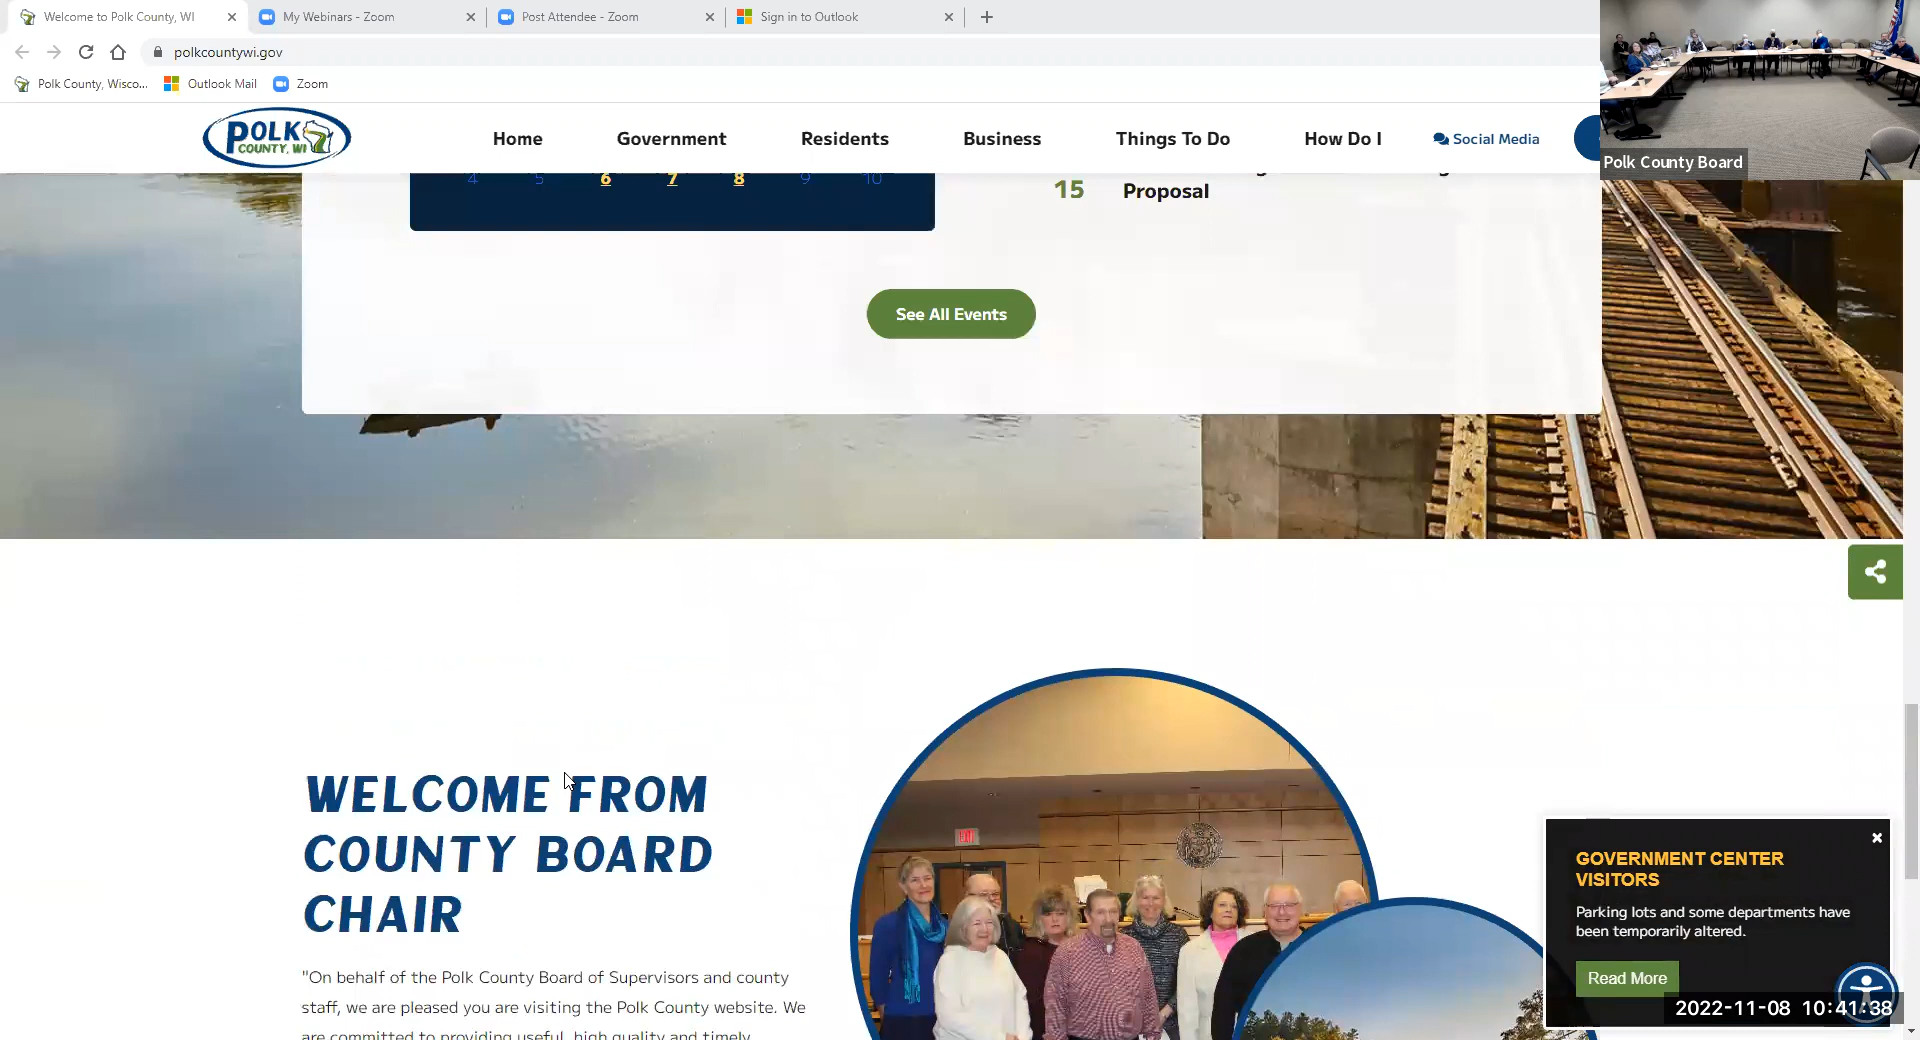 Welcome to Polk County, WI
My Webinars - Zoom
Post Attendee - Zoom
Sign in to Outlook
polkcountywi.gov
Polk County, Wisco...
Outlook Mail
Zoom
POLK
COUNTY, WI
Home
Government
Residents
Business
Things To Do
How Do I
Social Media
Polk County Board
4
5
6
7
8
9
10
15
Proposal
See All Events
WELCOME FROM
COUNTY BOARD
CHAIR
"On behalf of the Polk County Board of Supervisors and county
staff, we are pleased you are visiting the Polk County website. We
are committed to providing useful, high quality and timely
EXIT
GOVERNMENT CENTER
VISITORS
Parking lots and some departments have
been temporarily altered.
Read More
2022-11-08 10:41:38